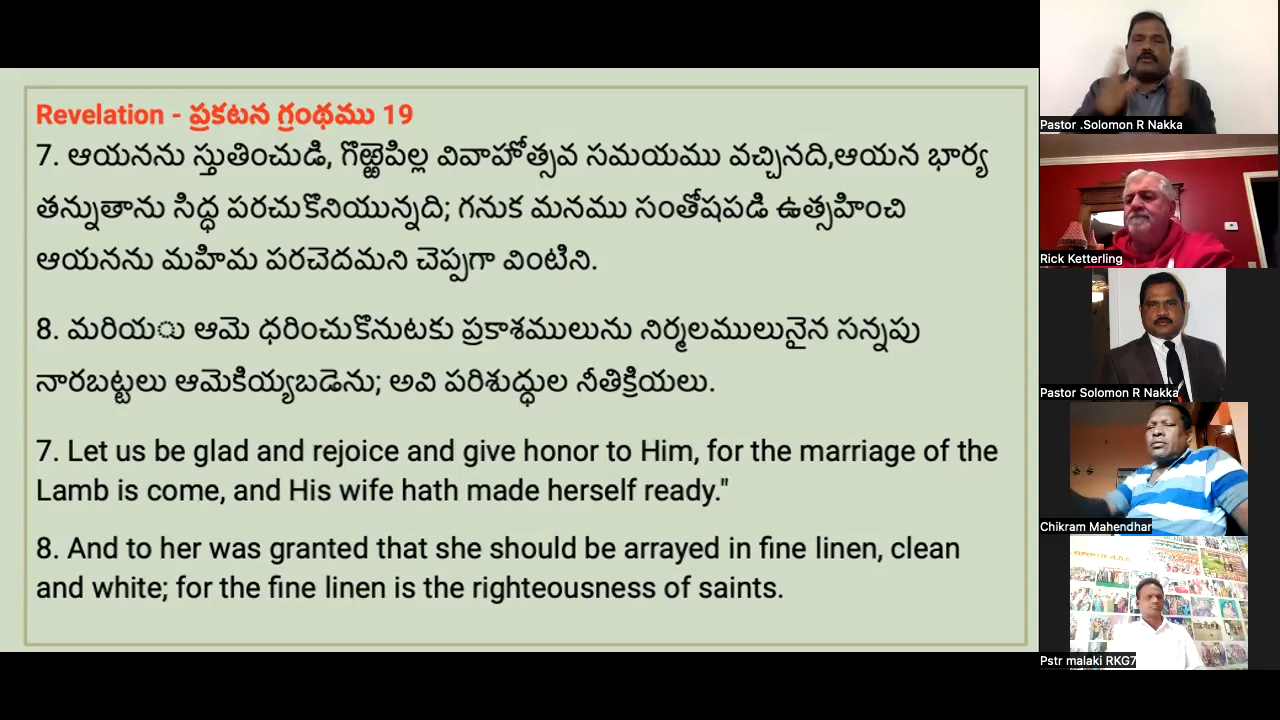 Revelation - ప్రకటన గ్రంథము 19
7. ఆయనను స్తుతించుడి, గొఱ్ఱెపిల్ల వివాహోత్సవ సమయము వచ్చినది,ఆయన భార్య
తన్నుతాను సిద్ధ పరచుకొనియున్నది; గనుక మనము సంతోషపడి ఉత్సహించి
ఆయనను మహిమ పరచెదమని చెప్పగా వింటిని.
8. మరియు ఆమె ధరించుకొనుటకు ప్రకాశములును నిర్మలములునైన సన్నపు
నారబట్టలు ఆమెకియ్యబడెను; అవి పరిశుద్ధుల నీతిక్రియలు.
7. Let us be glad and rejoice and give honor to Him, for the marriage of the
Lamb is come, and His wife hath made herself ready."
8. And to her was granted that she should be arrayed in fine linen, clean
and white; for the fine linen is the righteousness of saints.
Pastor .Solomon R Nakka
Rick Ketterling
Pastor Solomon R Nakka
Chikram Mahendhar
Pstr malaki RKG7